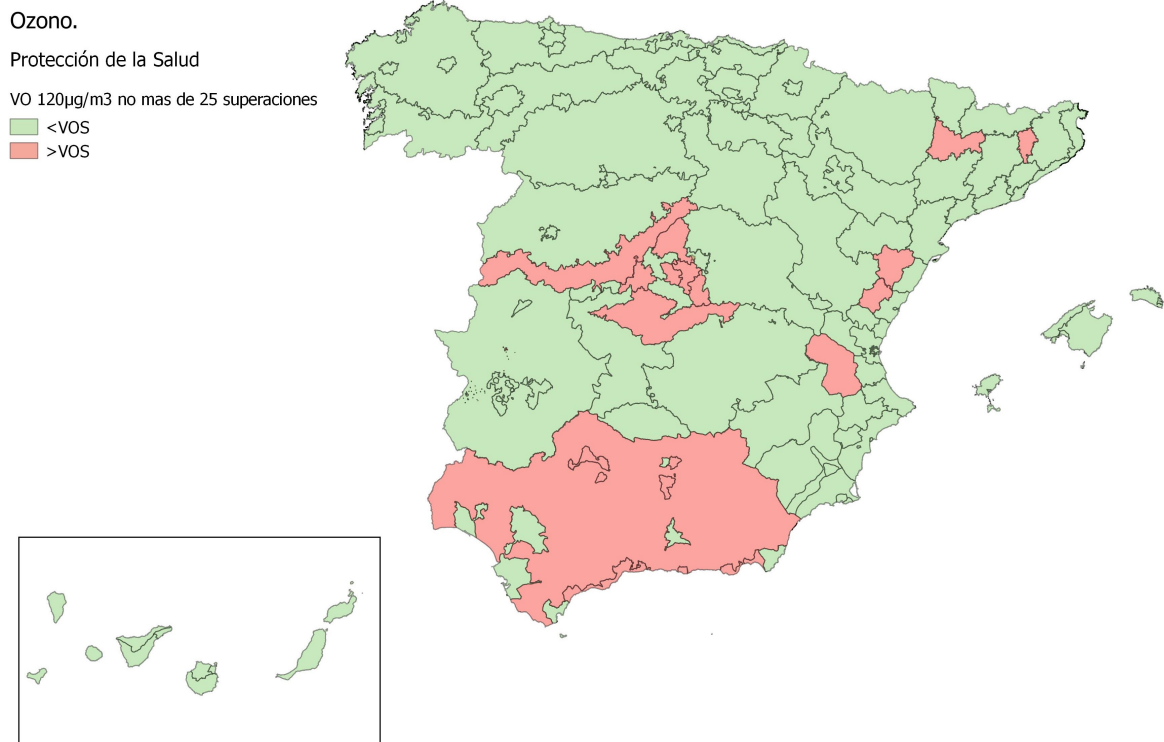 Ozono.
Protección de la Salud
VO 120µg/m3 no mas de 25 superaciones
<VOS
>VOS